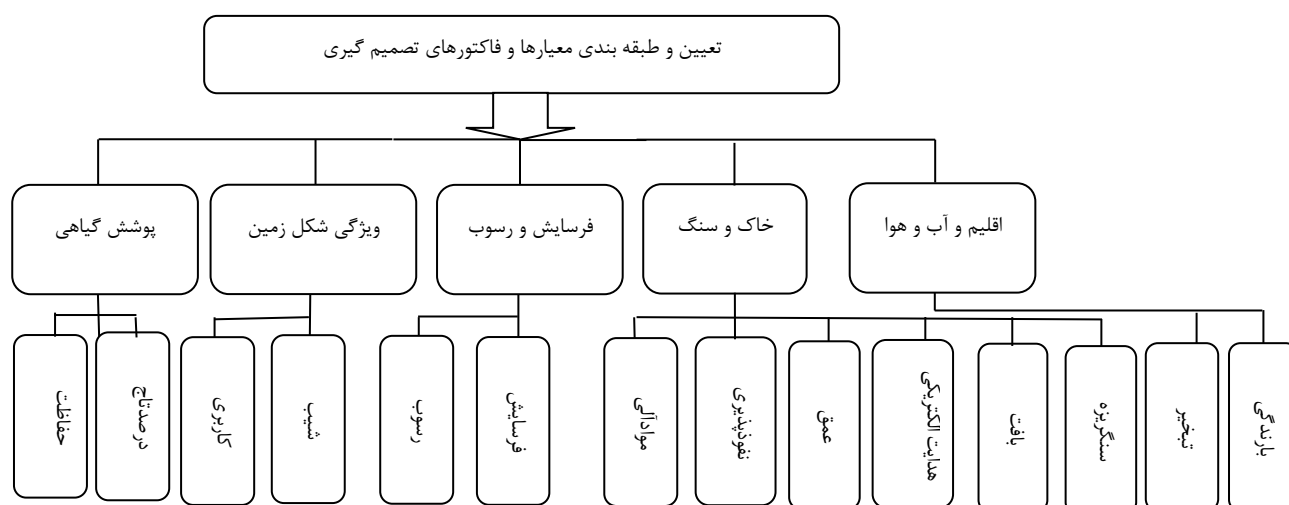 تعیین و طبقه بندی معیارها و فاکتورهای تصمیم گیری
اقلیم و آب و هوا
خاک و سنگ
فرسایش و رسوب
ویژگی شکل زمین
پوشش گیاهی
بارندگی
تبخیر
سنگریزه
بافت
هدایت الکتریکی
عمق
نفوذپذیری
موادآلی
فرسایش
رسوب
شیب
کاربری
درصدتاج
حفاظت